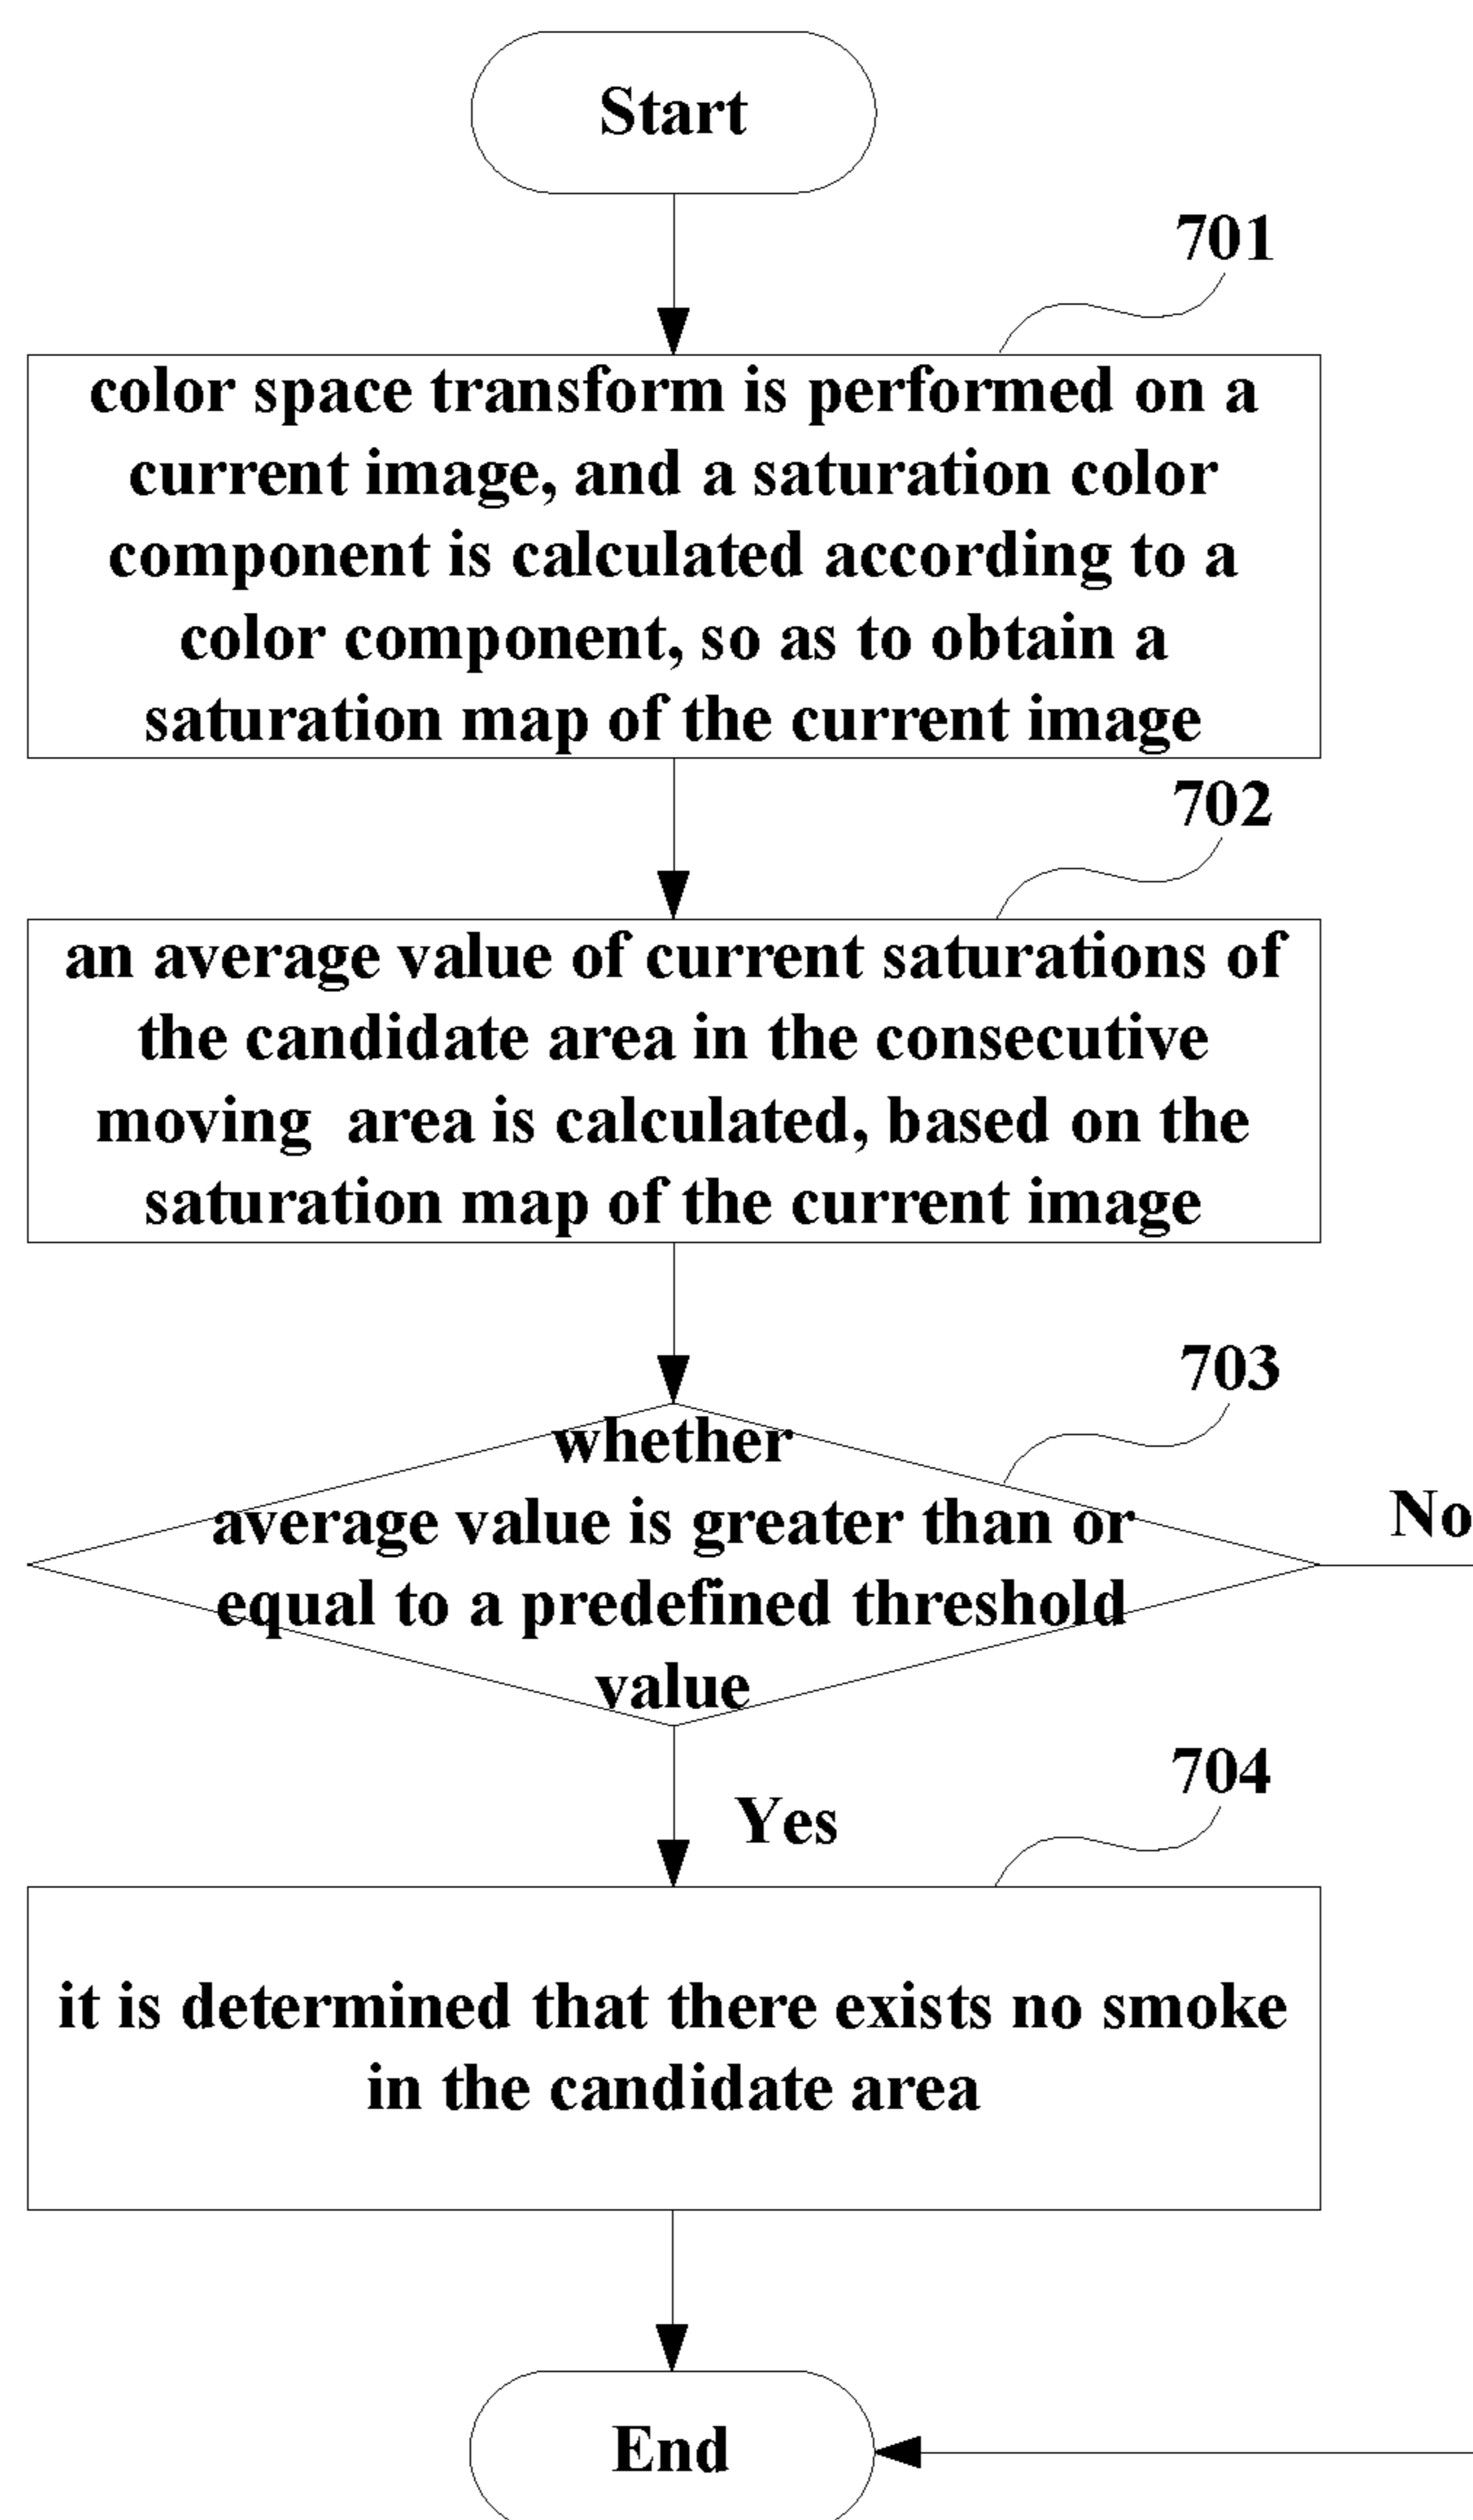 Start
701
color space transform is performed on a
current image, and a saturation color
component is calculated according to a
color component, so as to obtain a
saturation map of the current image
702
an average value of current saturations of
the candidate area in the consecutive
moving area is calculated, based on the
saturation map of the current image
703
whether
average value is greater than or
equal to a predefined threshold
value
No
Yes
704
it is determined that there exists no smoke
in the candidate area
End